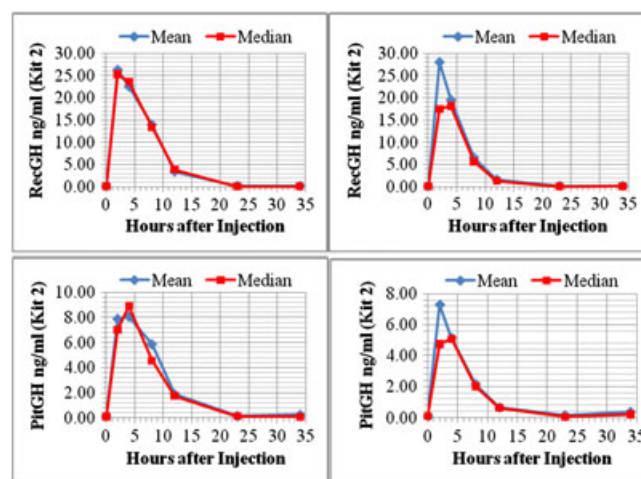 Mean Median
30.00
25.00
20.00
15.00
10.00
5.00
0.00
RecGH ng/ml (Kit 2)
0 5 10 15 20 25 30 35
Hours after Injection
Mean Median
30.00
25.00
20.00
15.00
10.00
5.00
0.00
RecGH ng/ml (Kit 2)
0 5 10 15 20 25 30 35
Hours after Injection
Mean Median
10.00
8.00
6.00
4.00
2.00
0.00
PitGH ng/ml (Kit 2)
0 5 10 15 20 25 30 35
Hours after Injection
Mean Median
8.00
6.00
4.00
2.00
0.00
PitGH ng/ml (Kit 2)
0 5 10 15 20 25 30 35
Hours after Injection